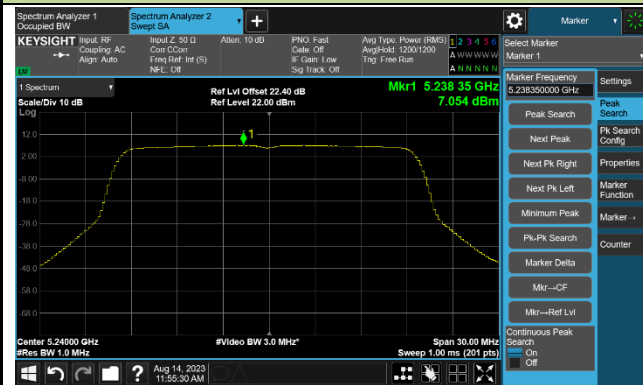 Spectrum Analyzer 1
Occupied BW
Spectrum Analyzer 2
Swept SA
+
Marker
KEYSIGHT
Input: RF
Coupling: AC
Align: Auto
Input Z: 50 Ω
Corr CCorr
Freq Ref: Int (S)
NFE: Off
Atten: 10 dB
PNO: Fast
Gate: Off
IF Gain: Low
Sig Track: Off
Avg Type: Power (RMS)
Avg|Hold: 1200/1200
Trig: Free Run
1 2 3 4 5 6
A W W W W W
A N N N N N
Select Marker
Marker 1
1 Spectrum
Scale/Div 10 dB
Log
Ref Lvl Offset 22.40 dB
Ref Level 22.00 dBm
Mkr1 5.238 35 GHz
7.054 dBm
1
12.0
2.00
-8.00
-18.0
-28.0
-38.0
-48.0
-58.0
-68.0
Center 5.24000 GHz
#Res BW 1.0 MHz
#Video BW 3.0 MHz*
Span 30.00 MHz
Sweep 1.00 ms (201 pts)
Marker Frequency
5.238350000 GHz
Peak Search
Next Peak
Next Pk Right
Next Pk Left
Minimum Peak
Pk-Pk Search
Marker Delta
Mkr→CF
Mkr→Ref Lvl
Continuous Peak
Search
On
Off
Settings
Peak
Search
Pk Search
Config
Properties
Marker
Function
Marker→
Counter
?
Aug 14, 2023
11:55:30 AM